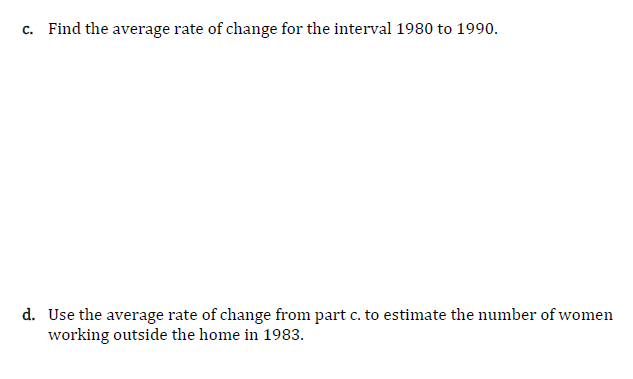 c. Find the average rate of change for the interval 1980 to 1990.
d. Use the average rate of change from part c. to estimate the number of women
working outside the home in 1983.